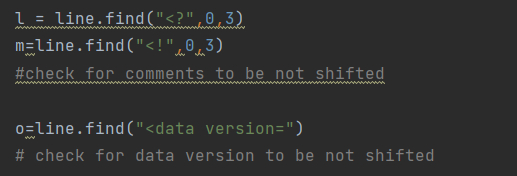 l = line.find("<?",0,3)
m=line.find("<!",0,3)
#check for comments to be not shifted
o=line.find("<data version=")
# check for data version to be not shifted